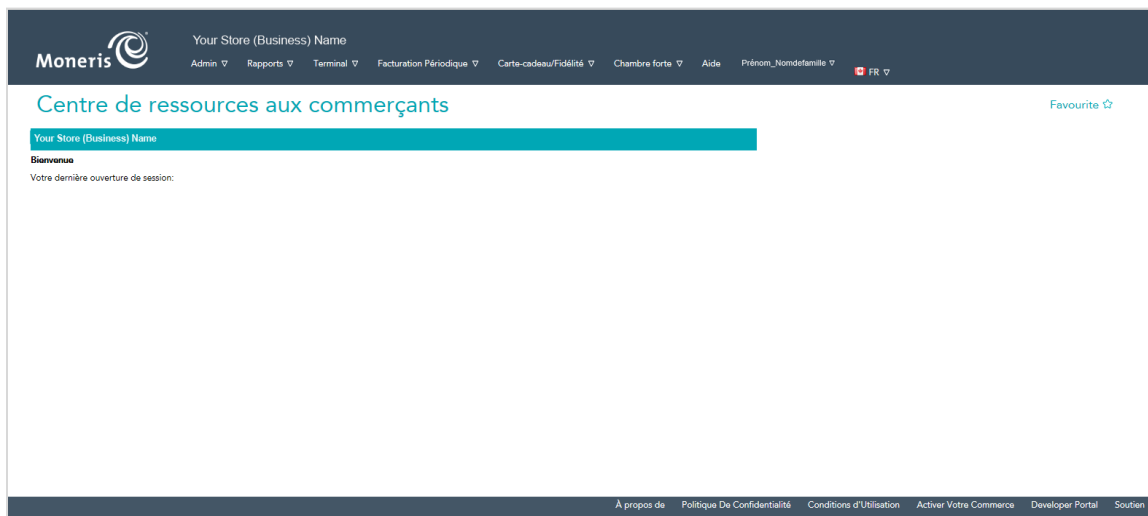 Moneris
Your Store (Business) Name
Admin Rapports Terminal Facturation Périodique Carte-cadeau/Fidélité Chambre forte Aide Prénom_Nomdefamille FR
Centre de ressources aux commerçants
Favourite
Your Store (Business) Name
Bienvenue
Votre dernière ouverture de session:
À propos de Politique De Confidentialité Conditions d'Utilisation Activer Votre Commerce Developer Portal Soutien